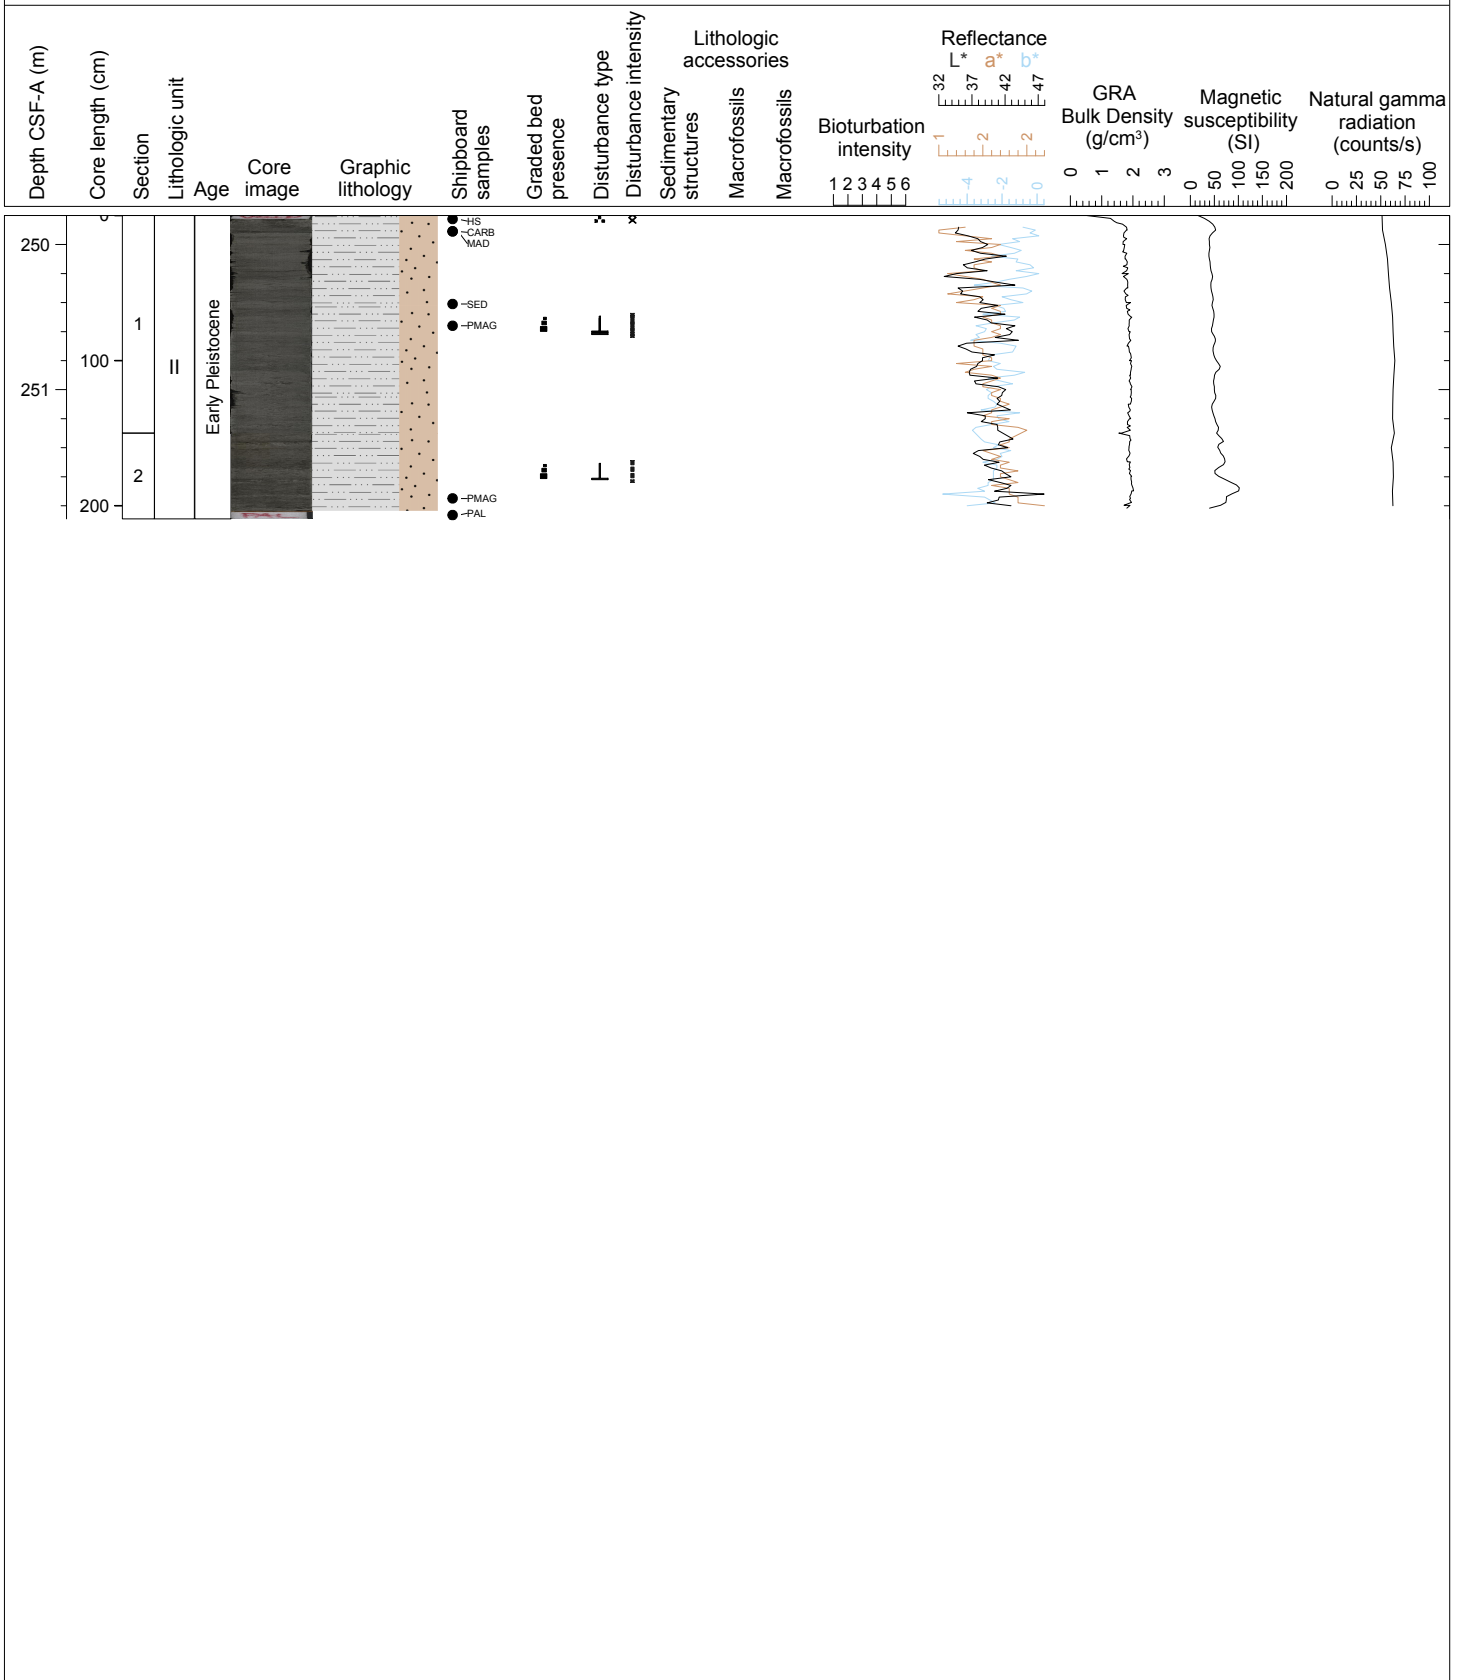 Depth CSF-A (m)
Core length (cm)
Section
Lithologic unit
Age
Core
image
Graphic
lithology
Shipboard
samples
Graded bed
presence
Disturbance type
Disturbance intensity
Lithologic
accessories
Sedimentary
structures
Macrofossils
Macrofossils
Bioturbation
intensity
1 2 3 4 5 6
Reflectance
L* a* b*
32 37 42 47
1 2 2
-4 -2 0
GRA
Bulk Density
(g/cm³)
0 1 2 3
Magnetic
susceptibility
(SI)
0 50 100 150 200
Natural gamma
radiation
(counts/s)
0 25 50 75 100
0
250
100
251
200
1
2
II
Early Pleistocene
HS
CARB
MAD
SED
PMAG
PMAG
PAL
PAL